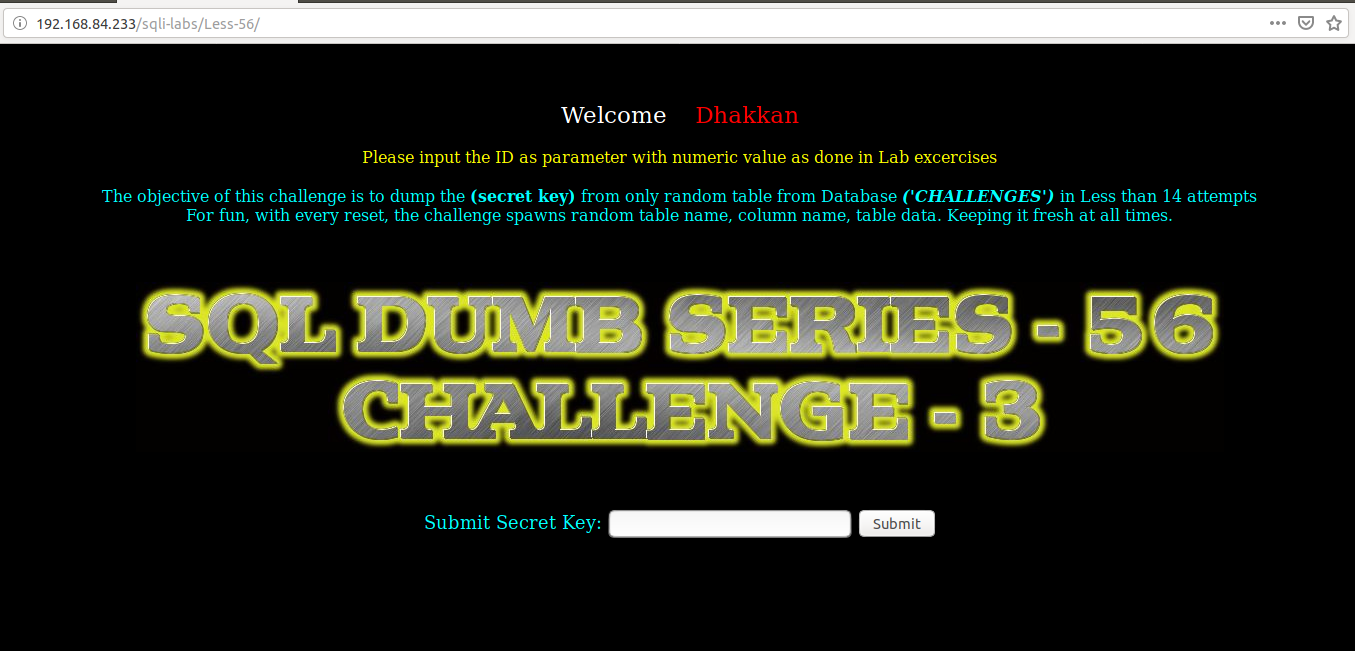 192.168.84.233/sqli-labs/Less-56/
Welcome Dhakkan
Please input the ID as parameter with numeric value as done in Lab excercises
The objective of this challenge is to dump the (secret key) from only random table from Database ('CHALLENGES') in Less than 14 attempts
For fun, with every reset, the challenge spawns random table name, column name, table data. Keeping it fresh at all times.
SQL DUMB SERIES - 56
CHALLENGE - 3
Submit Secret Key: Submit